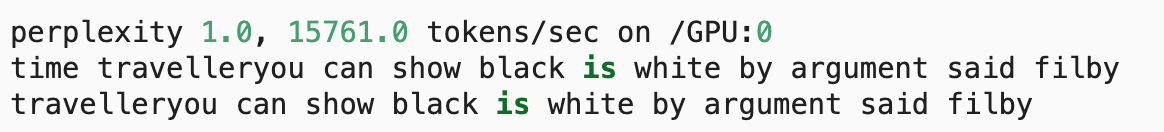 perplexity 1.0, 15761.0 tokens/sec on /GPU:0
time travelleryou can show black is white by argument said filby
travelleryou can show black is white by argument said filby